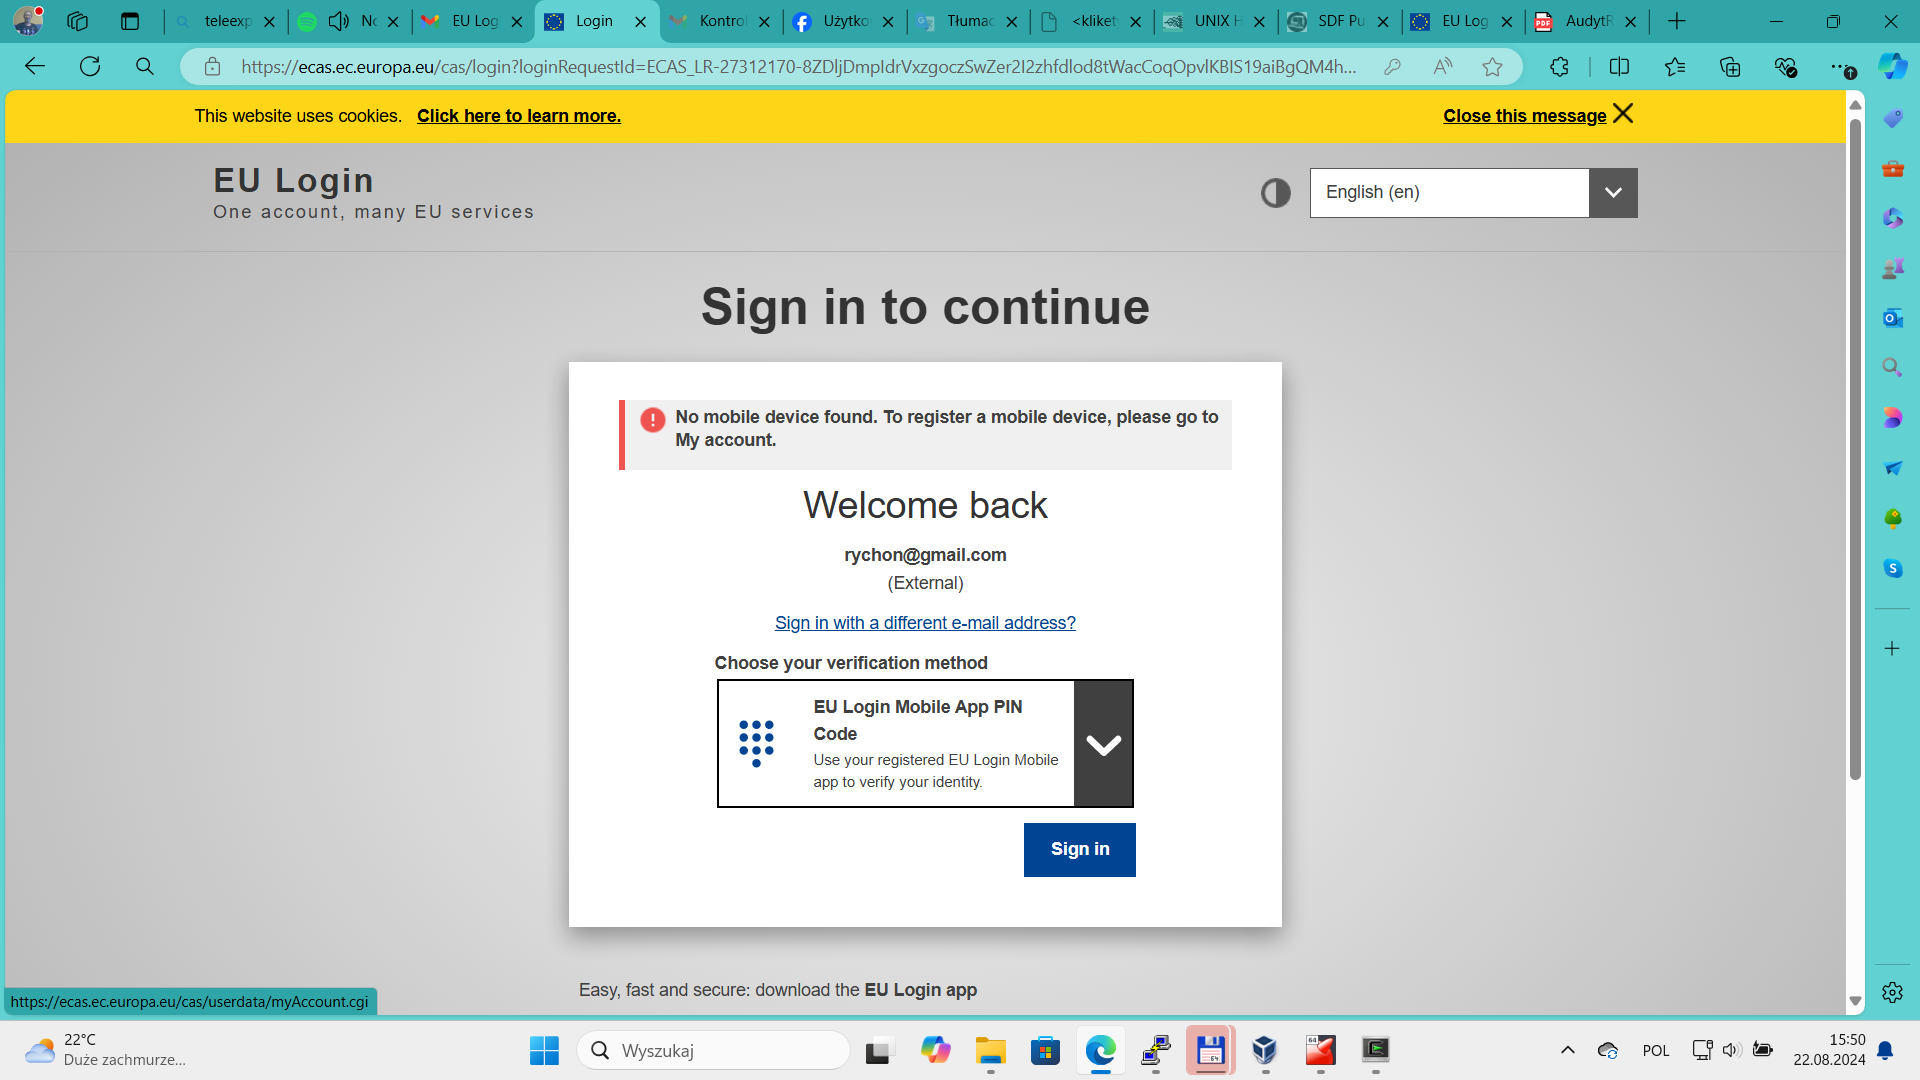 teleexp
No
EU Log
Login
Kontrol
Użytko
Tłumac
<kliket
UNIX H
SDF Pu
EU Log
AudytR
https://ecas.ec.europa.eu/cas/login?loginRequestId=ECAS_LR-27312170-8ZDljDmpIdrVxzgoczSwZer2I2zhfdlod8tWacCoqOpvlKBIS19aiBgQM4h...
This website uses cookies. Click here to learn more.
Close this message
EU Login
One account, many EU services
English (en)
Sign in to continue
No mobile device found. To register a mobile device, please go to
My account.
Welcome back
rychon@gmail.com
(External)
Sign in with a different e-mail address?
Choose your verification method
EU Login Mobile App PIN
Code
Use your registered EU Login Mobile
app to verify your identity.
Sign in
Easy, fast and secure: download the EU Login app
https://ecas.ec.europa.eu/cas/userdata/myAccount.cgi
22°C
Duże zachmurze...
Wyszukaj
POL
15:50
22.08.2024